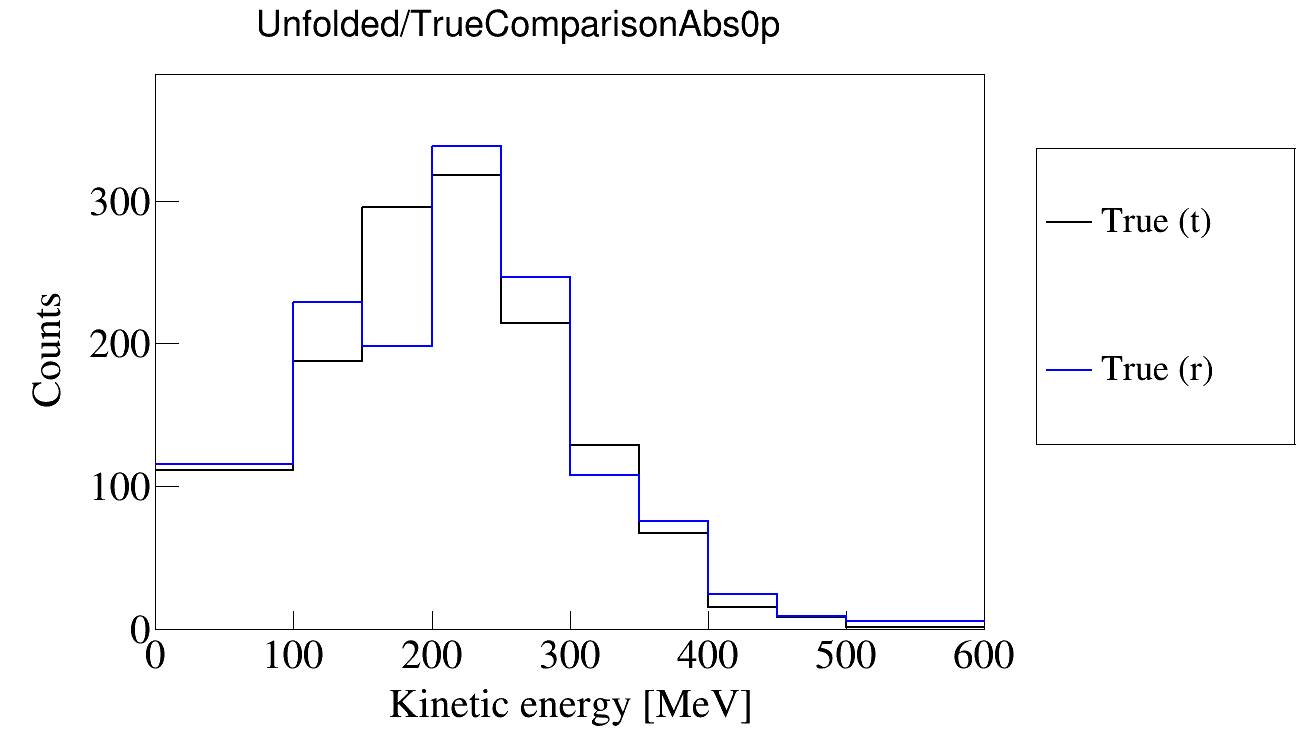 Unfolded/TrueComparisonAbs0p
300
200
100
0
Counts
0 100 200 300 400 500 600
Kinetic energy [MeV]
True (t)
True (r)